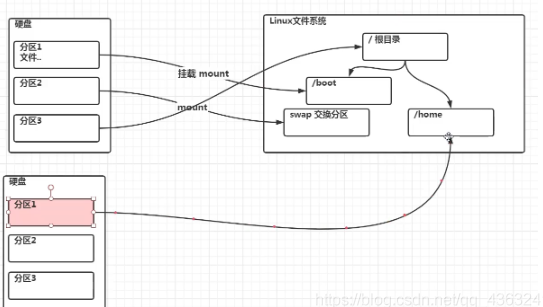 硬盘
分区1
文件..
分区2
分区3
挂载 mount
mount
Linux文件系统
/ 根目录
/boot
swap 交换分区
/home
硬盘
分区1
分区2
分区3
https://blog.csdn.net/qq_436324